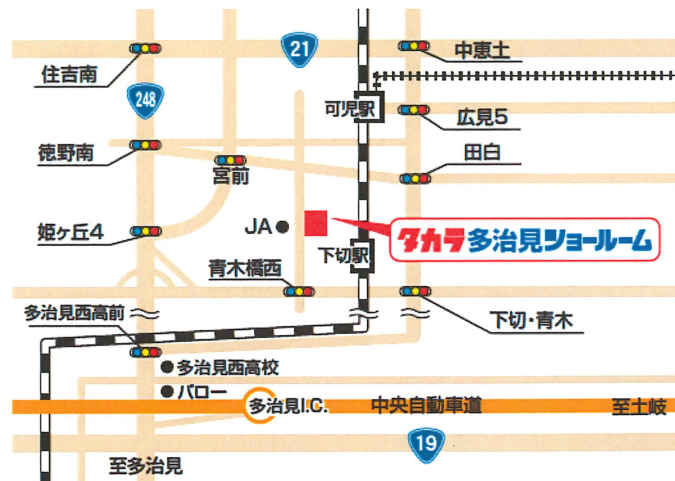 21
中恵土
住吉南
248
可児駅
広見5
徳野南
田白
宮前
姫ヶ丘4
JA
タカラ多治見ショールーム
下切駅
青木橋西
多治見西高前
下切・青木
多治見西高校
バロー
多治見I.C.
中央自動車道
至土岐
19
至多治見